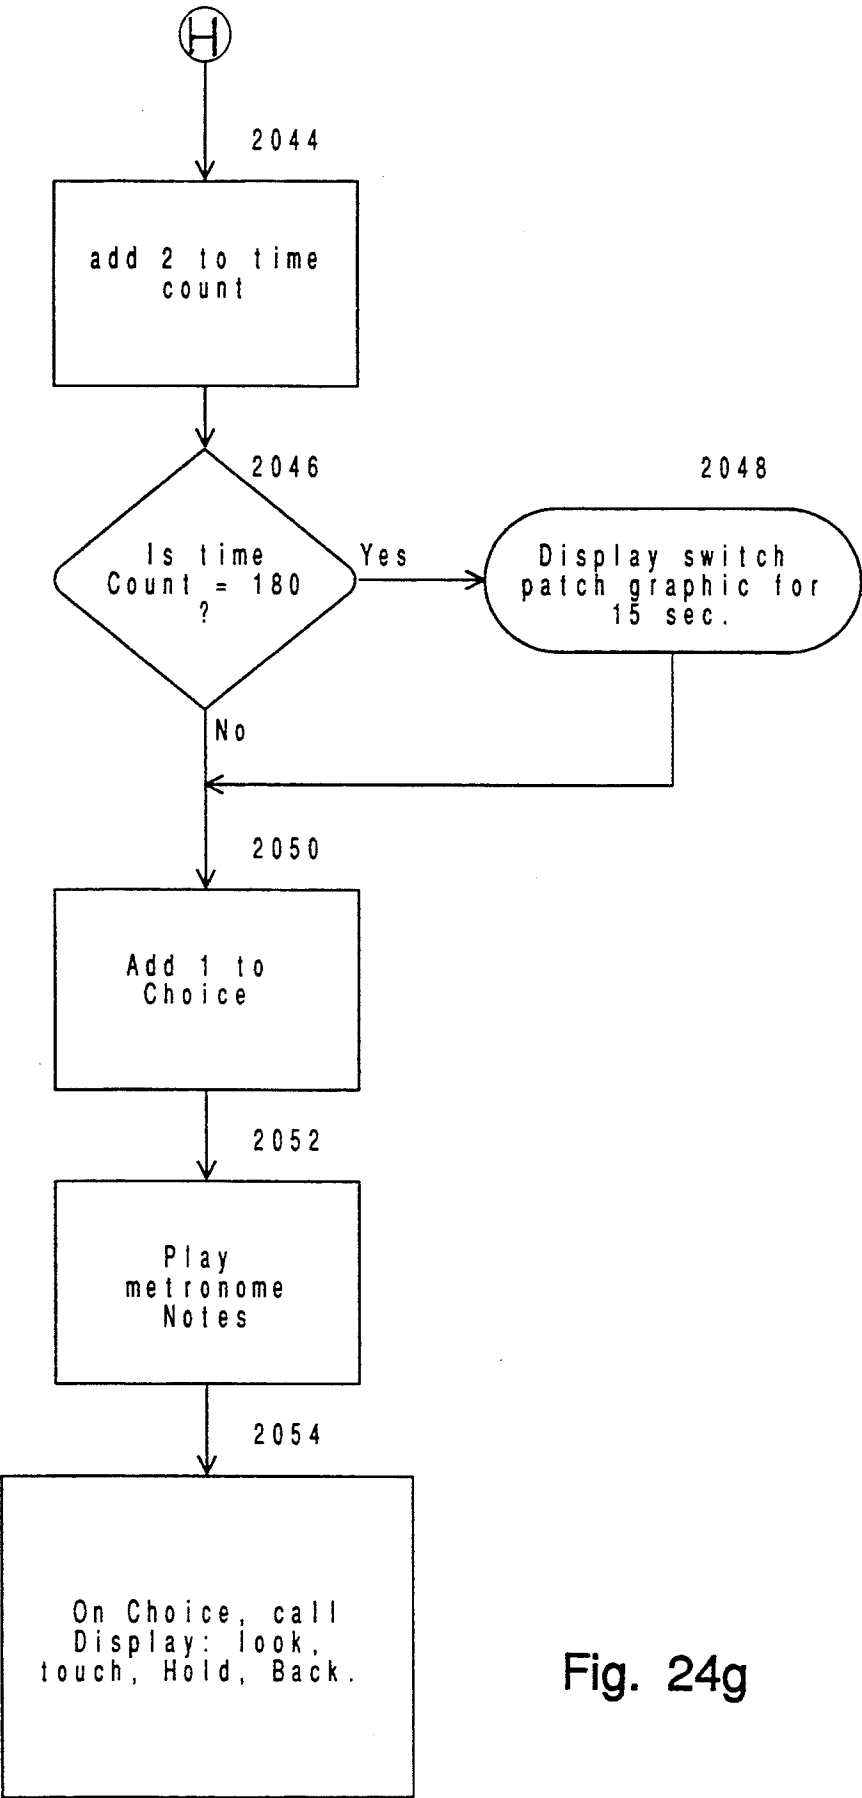 H
2044
add 2 to time
count
2046
2048
Is time
Count = 180
?
Yes
Display switch
patch graphic for
15 sec.
No
2050
Add 1 to
Choice
2052
Play
metronome
Notes
2054
On Choice, call
Display: look,
touch, Hold, Back.
Fig. 24g